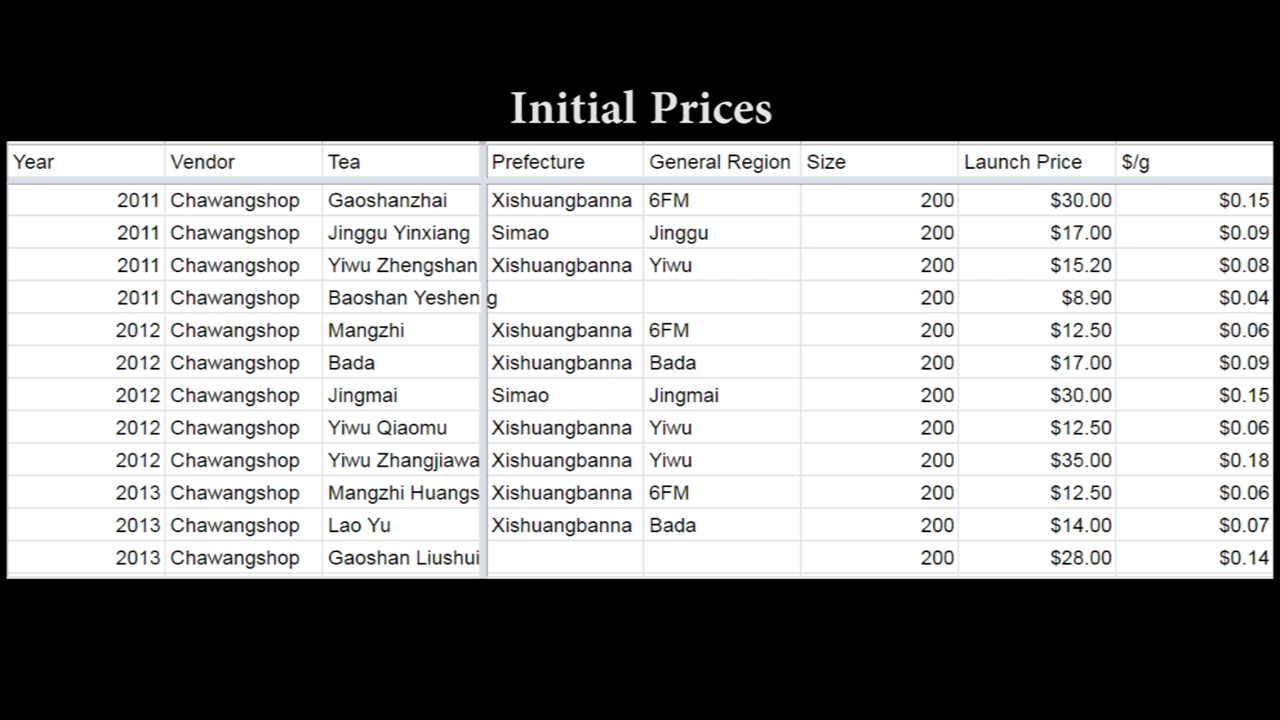 Initial Prices
Year Vendor Tea Prefecture General Region Size Launch Price $/g
2011 Chawangshop Gaoshanzhai Xishuangbanna 6FM 200 $30.00 $0.15
2011 Chawangshop Jinggu Yinxiang Simao Jinggu 200 $17.00 $0.09
2011 Chawangshop Yiwu Zhengshan Xishuangbanna Yiwu 200 $15.20 $0.08
2011 Chawangshop Baoshan Yesheng 200 $8.90 $0.04
2012 Chawangshop Mangzhi Xishuangbanna 6FM 200 $12.50 $0.06
2012 Chawangshop Bada Xishuangbanna Bada 200 $17.00 $0.09
2012 Chawangshop Jingmai Simao Jingmai 200 $30.00 $0.15
2012 Chawangshop Yiwu Qiaomu Xishuangbanna Yiwu 200 $12.50 $0.06
2012 Chawangshop Yiwu Zhangjiawa Xishuangbanna Yiwu 200 $35.00 $0.18
2013 Chawangshop Mangzhi Huangs Xishuangbanna 6FM 200 $12.50 $0.06
2013 Chawangshop Lao Yu Xishuangbanna Bada 200 $14.00 $0.07
2013 Chawangshop Gaoshan Liushui 200 $28.00 $0.14